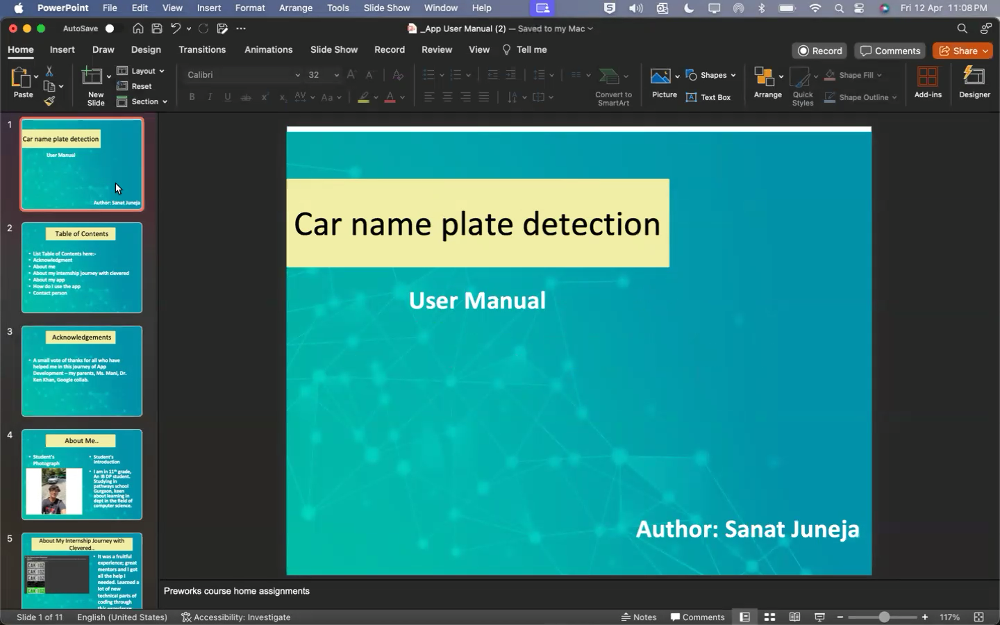 PowerPoint File Edit View Insert Format Arrange Tools Slide Show Window Help Fri 12 Apr 11:08 PM
AutoSave _App User Manual (2) — Saved to my Mac
Home Insert Draw Design Transitions Animations Slide Show Record Review View Tell me Record Comments Share
Paste
New Slide
Layout
Reset
Section
Calibri 32
Convert to SmartArt
Picture
Shapes
Text Box
Arrange
Quick Styles
Shape Fill
Shape Outline
Add-ins
Designer
1
Car name plate detection
User Manual
Author: Sanat Juneja
2
Table of Contents
• List Table of Contents here:-
• Acknowledgment
• About me
• About my internship journey with clevered
• About my app
• How do I use the app
• Contact person
3
Acknowledgements
• A small vote of thanks for all who have
helped me in this journey of App
Development – my parents, Ms. Mani, Dr.
Ken Khan, Google collab.
4
About Me..
• Student's
Photograph
• Student's
Introduction
• I am in 11th grade,
An IB DP student.
Studying in
pathways school
Gurgaon, keen
about learning in
dept in the field of
computer science.
5
About My Internship Journey with
Clevered..
• It was a fruitful
experience; great
mentors and I got
all the help I
needed. Learned a
lot of new
technical parts of
coding through
this experience
Car name plate detection
User Manual
Author: Sanat Juneja
Preworks course home assignments
Slide 1 of 11 English (United States) Accessibility: Investigate Notes Comments 117%